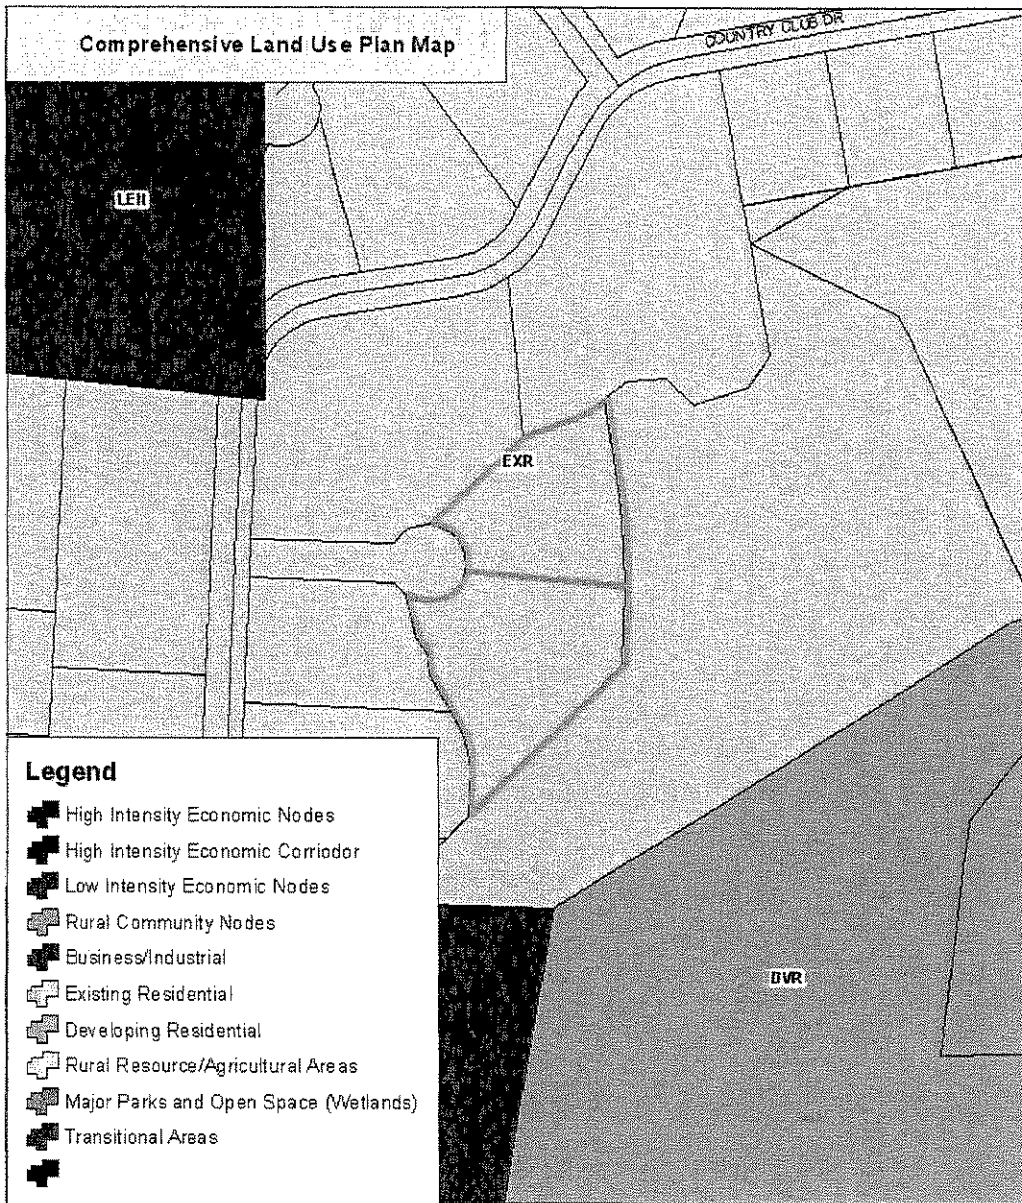 Comprehensive Land Use Plan Map
COUNTRY CLUB DR
LEN
EXR
DVR
Legend
High Intensity Economic Nodes
High Intensity Economic Corriodor
Low Intensity Economic Nodes
Rural Community Nodes
Business/Industrial
Existing Residential
Developing Residential
Rural Resource/Agricultural Areas
Major Parks and Open Space (Wetlands)
Transitional Areas